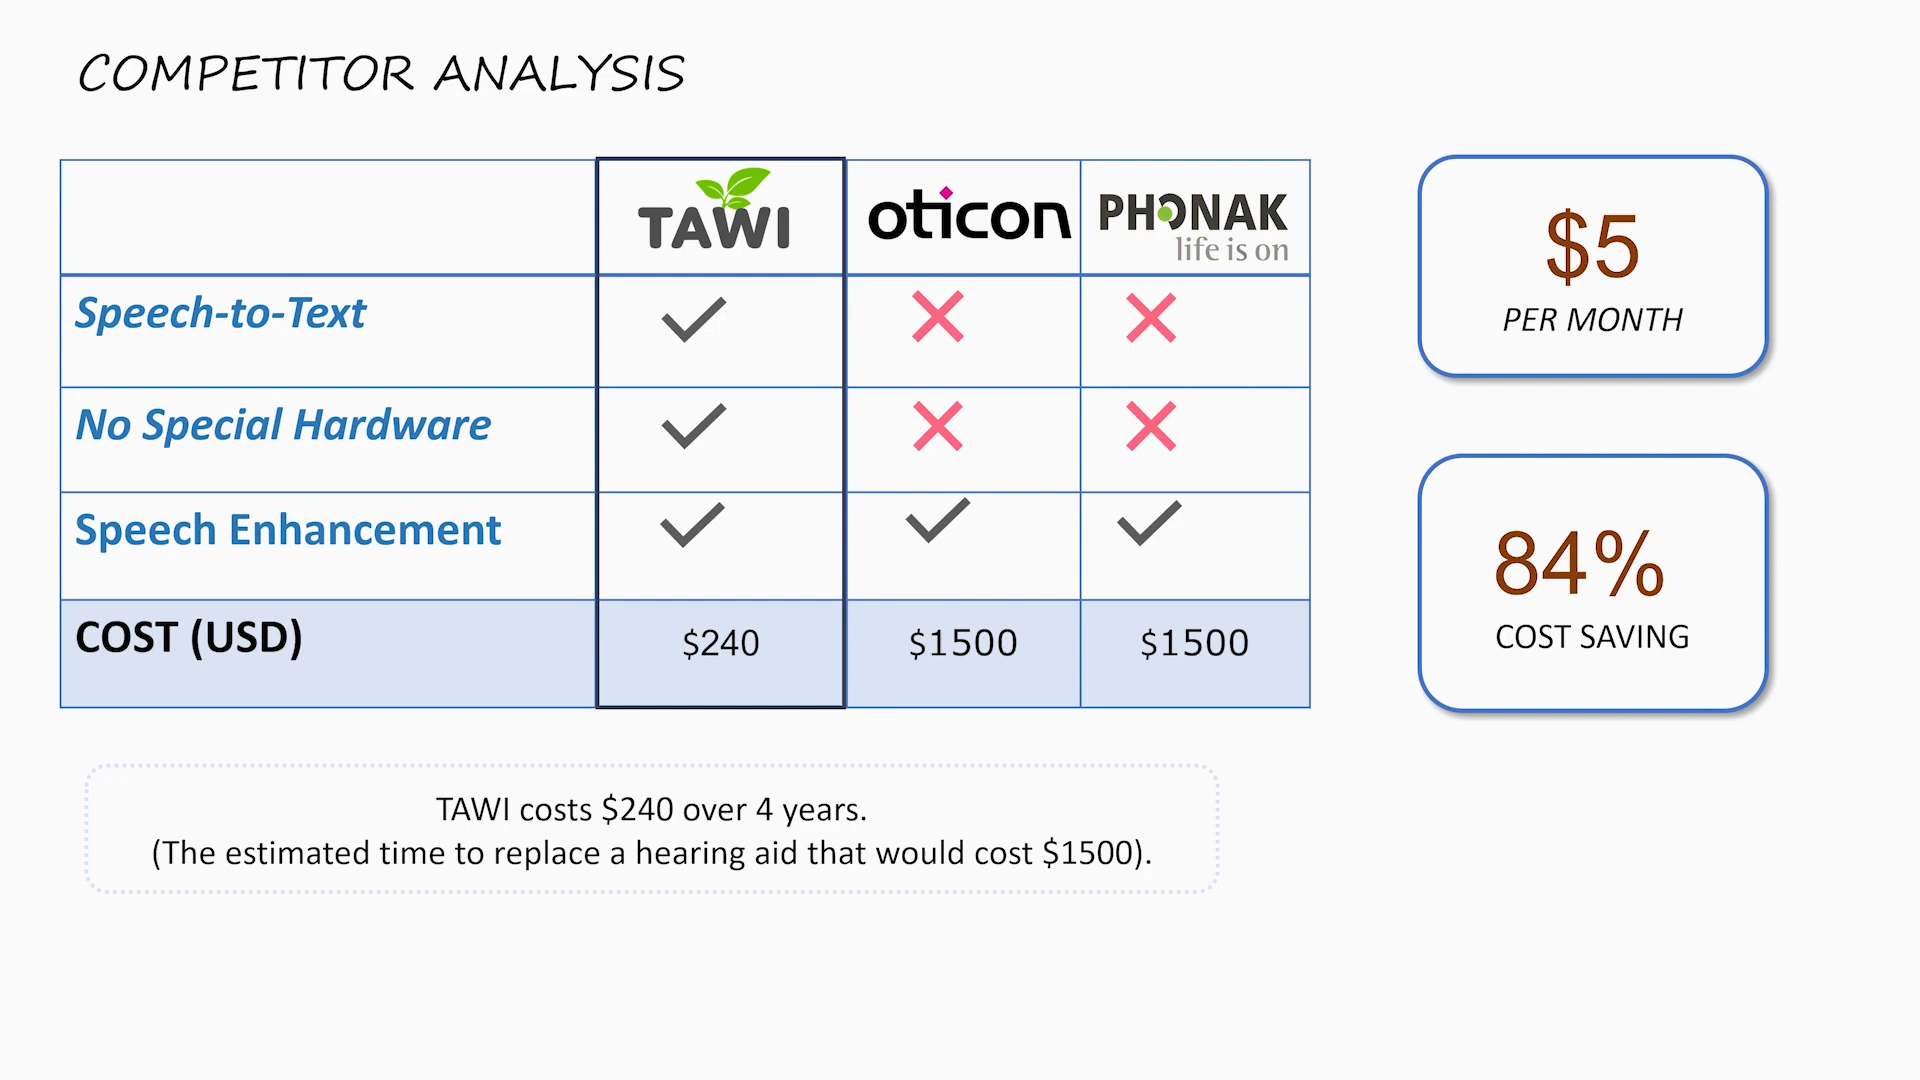 COMPETITOR ANALYSIS
TAWI
oticon
PHONAK
life is on
Speech-to-Text
No Special Hardware
Speech Enhancement
COST (USD)
$240
$1500
$1500
$5
PER MONTH
84%
COST SAVING
TAWI costs $240 over 4 years.
(The estimated time to replace a hearing aid that would cost $1500).